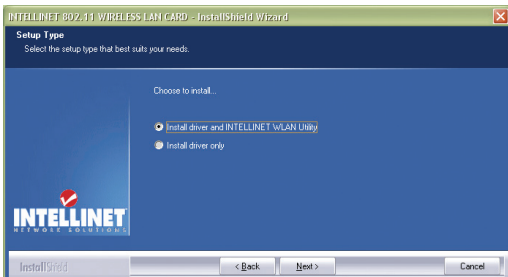 INTELLINET 802.11 WIRELESS LAN CARD - InstallShield Wizard
Setup Type
Select the setup type that best suits your needs.
Choose to install...
Install driver and INTELLINET WLAN Utility
Install driver only
INTELLINET
NETWORK SOLUTIONS
InstallShield
< Back
Next >
Cancel